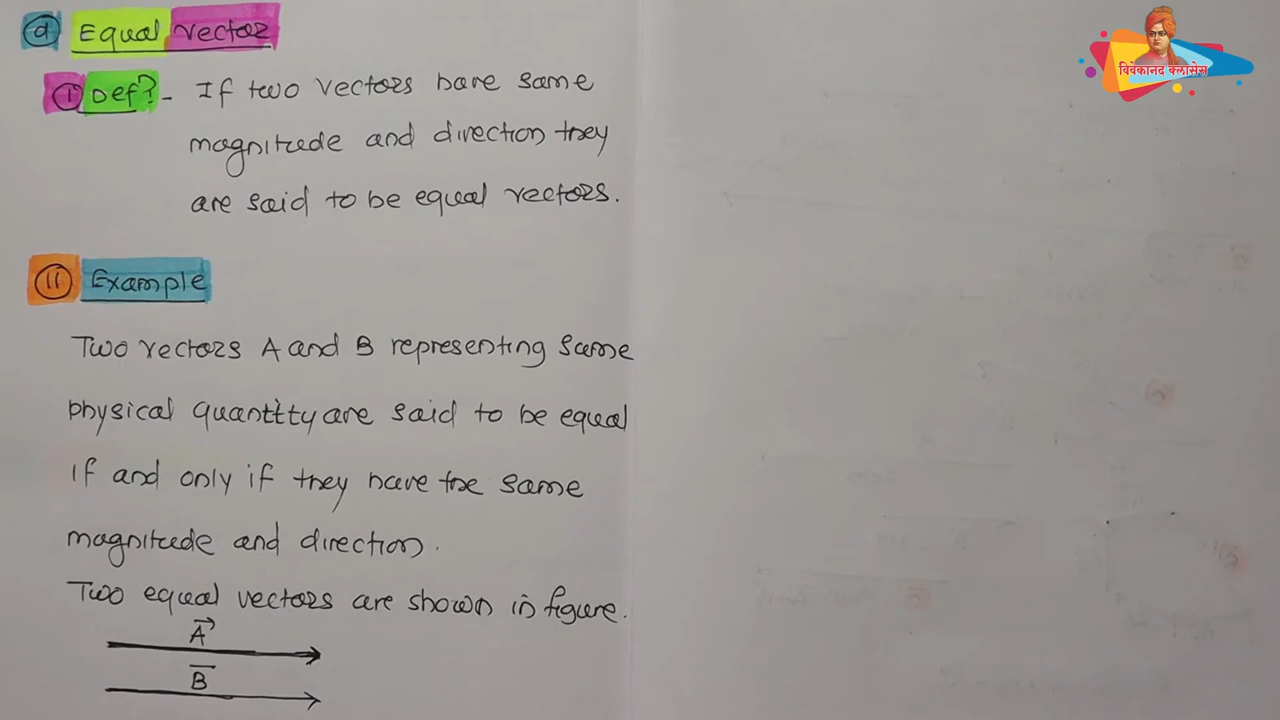 d Equal vector
I Def? - If two vectors have same
magnitude and direction they
are said to be equal vectors.
II Example
Two vectors A and B representing same
physical quantity are said to be equal
If and only if they have the same
magnitude and direction.
Two equal vectors are shown in figure.
A
B
विवेकानंद क्लासेस